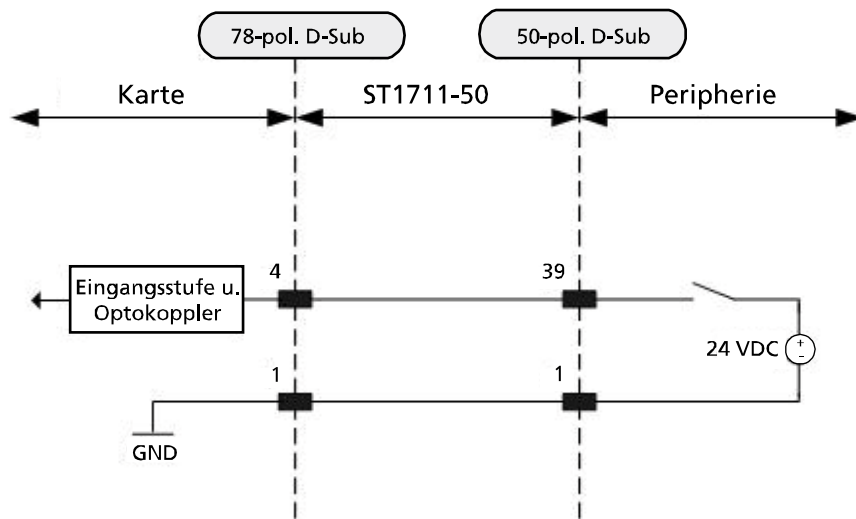 78-pol. D-Sub
50-pol. D-Sub
Karte
ST1711-50
Peripherie
4
39
Eingangsstufe u.
Optokoppler
24 VDC
+
-
1
1
GND